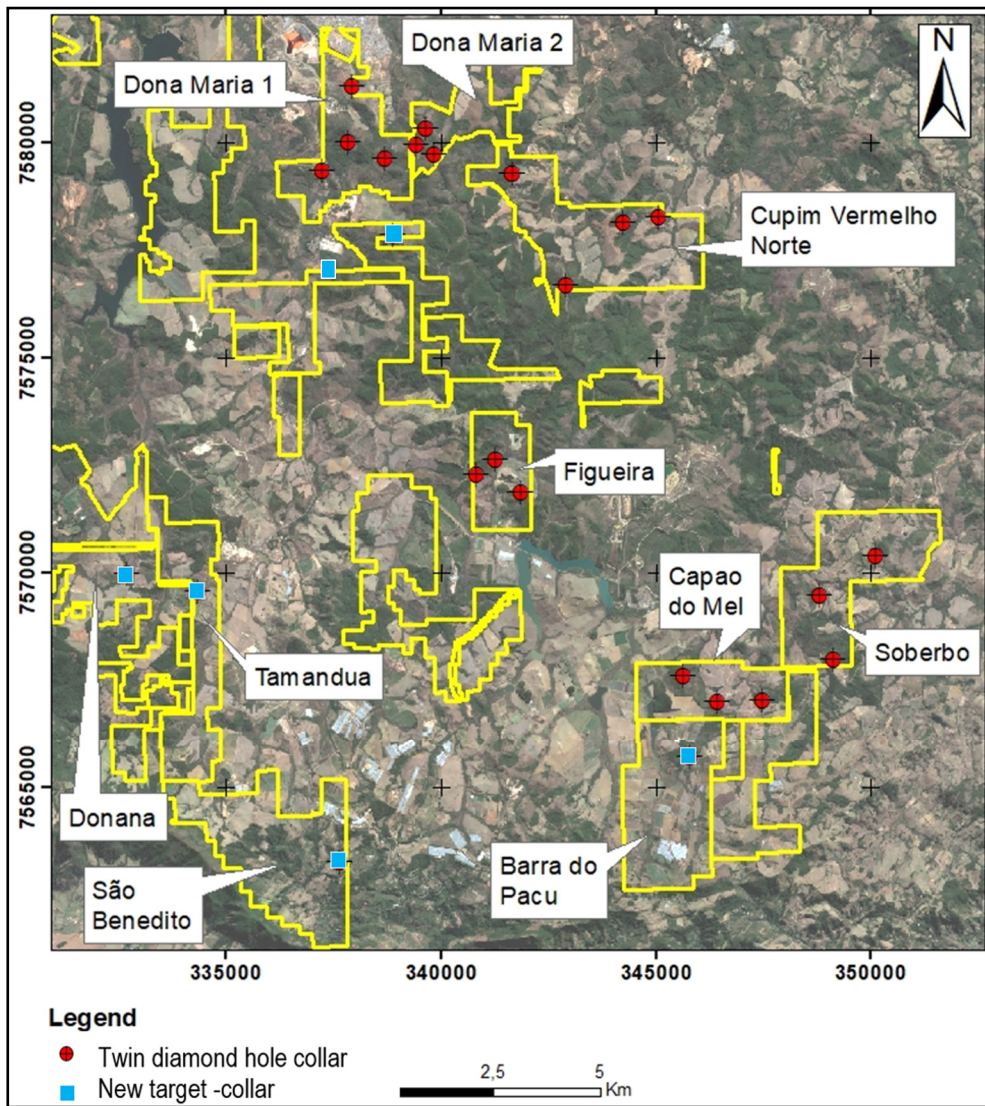 Dona Maria 2
Dona Maria 1
N
7580000
Cupim Vermelho
Norte
7575000
Figueira
7570000
Capao
do Mel
Soberbo
Tamandua
7565000
Donana
Barra do
Pacu
São
Benedito
335000
340000
345000
350000
Legend
Twin diamond hole collar
New target -collar
2,5
5
Km